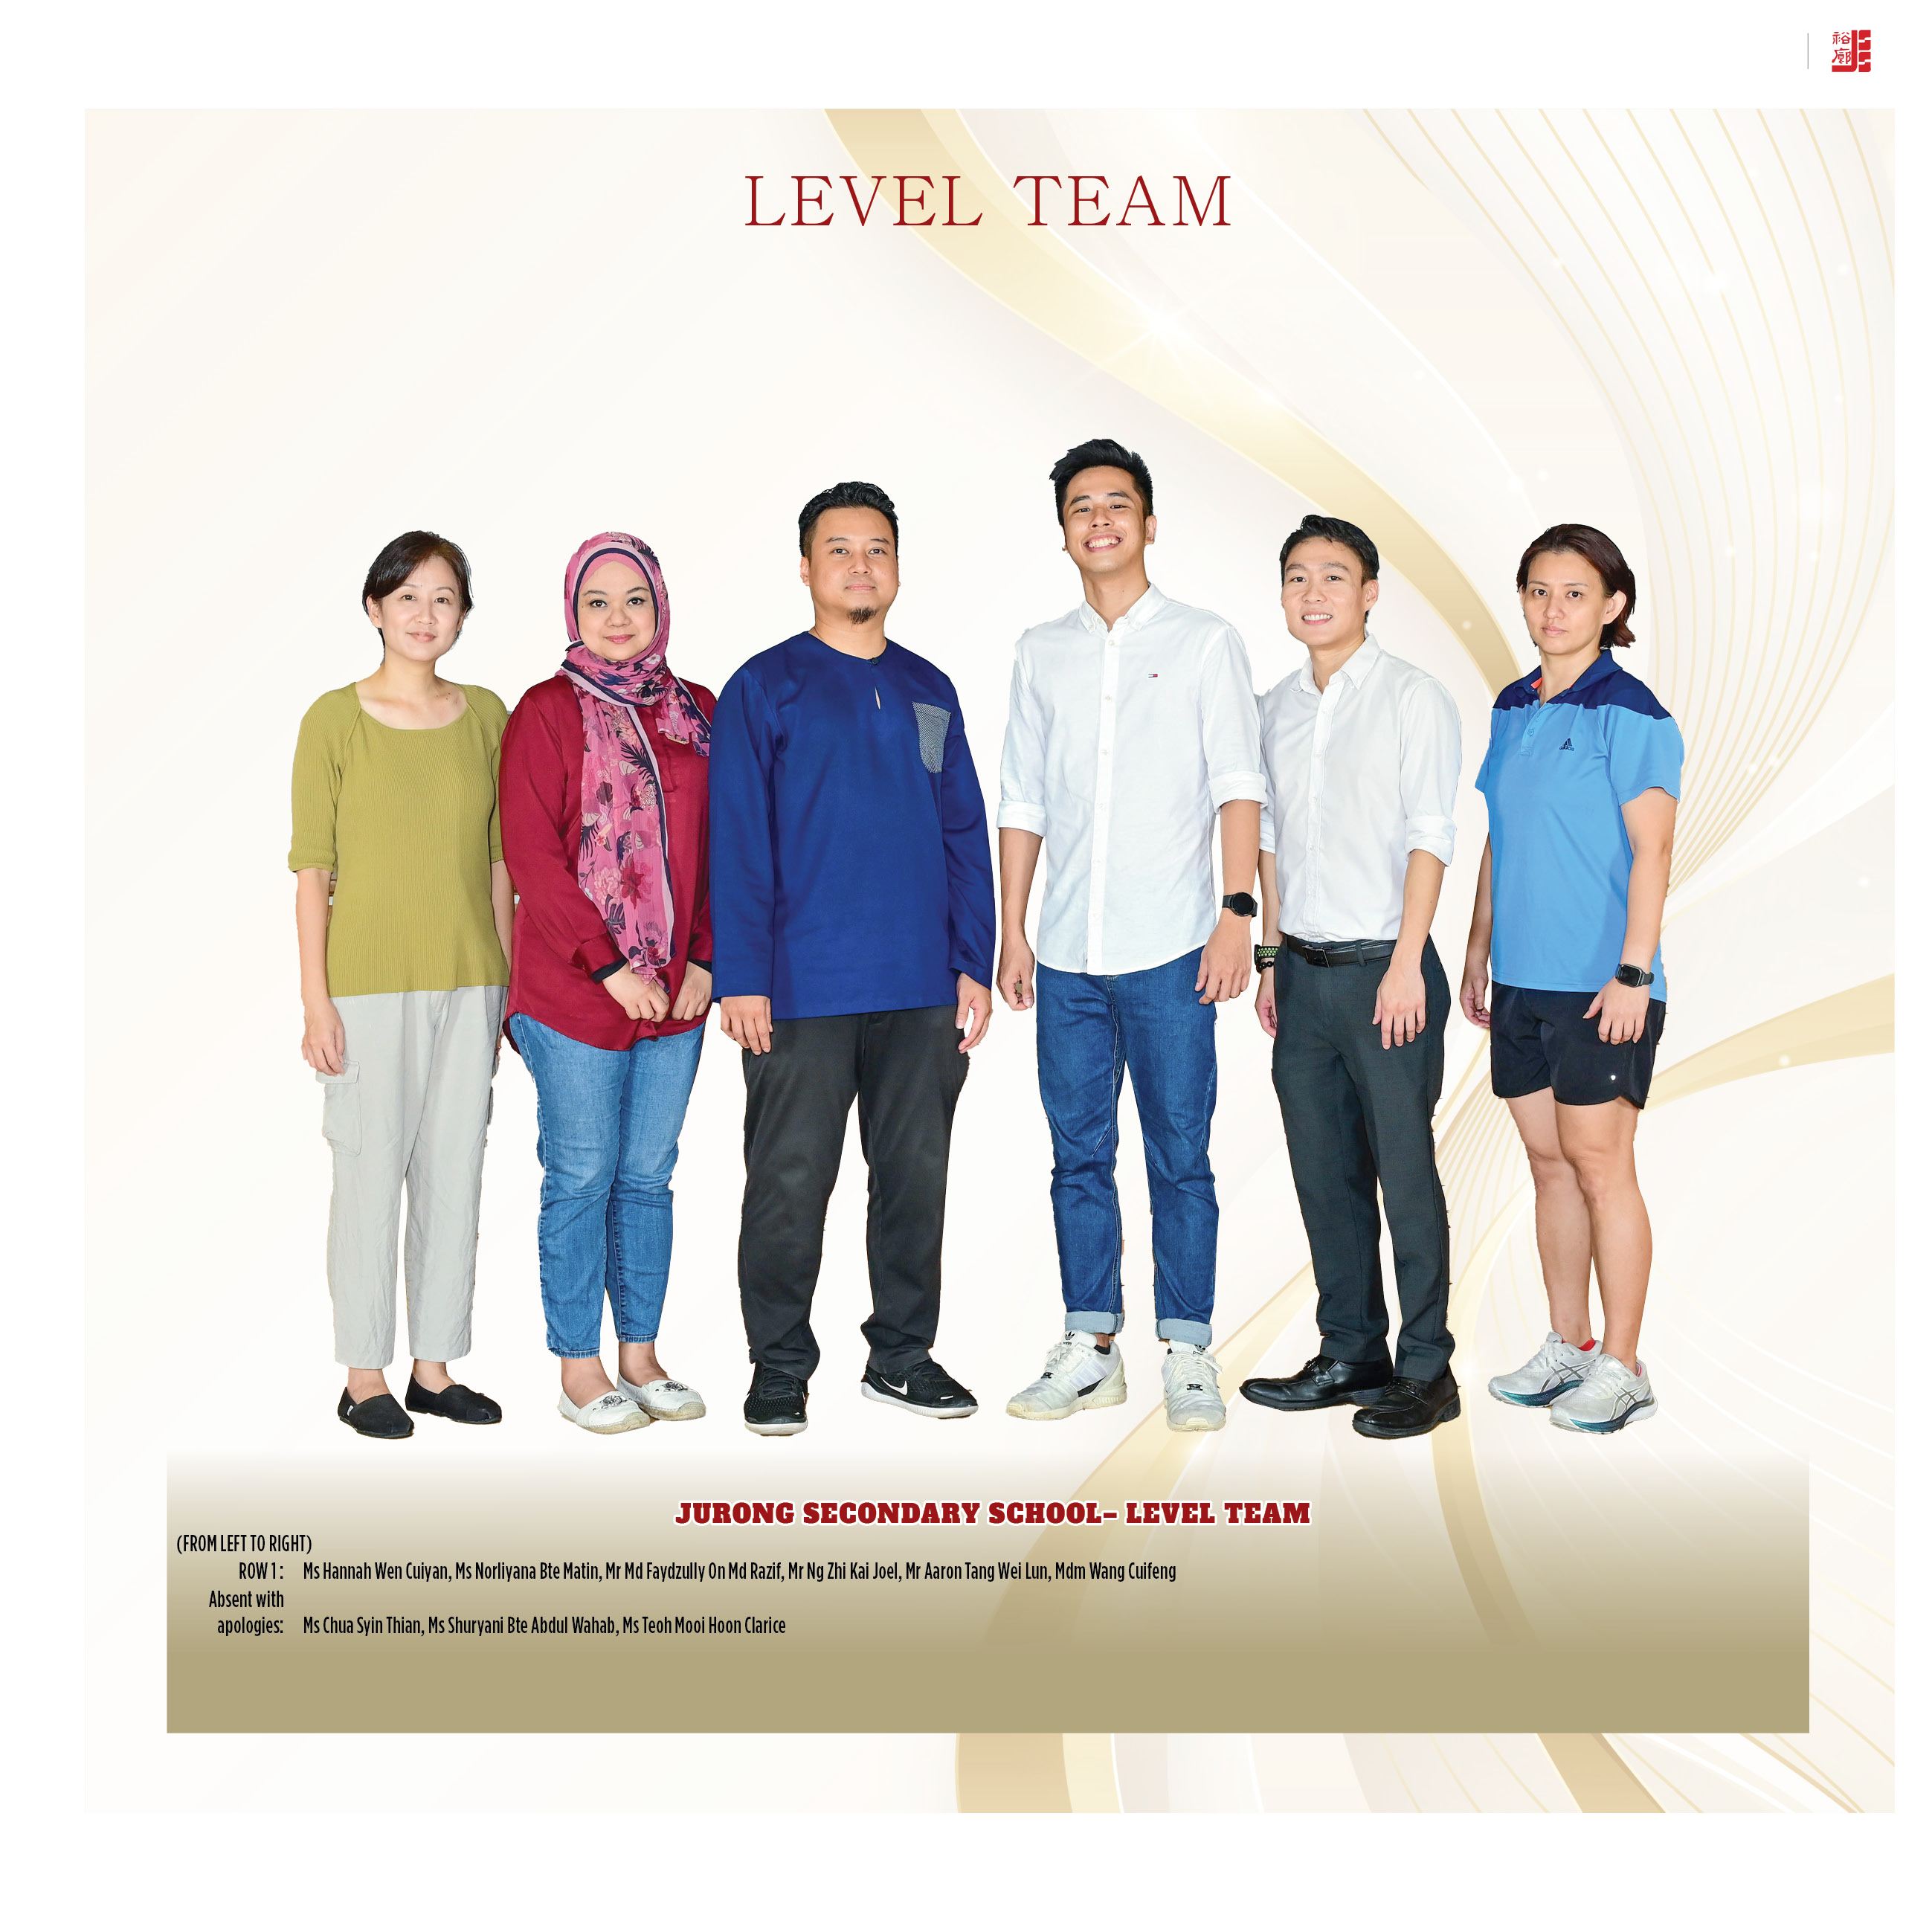 裕廊
LEVEL TEAM
JURONG SECONDARY SCHOOL– LEVEL TEAM
(FROM LEFT TO RIGHT)
ROW 1 : Ms Hannah Wen Cuiyan, Ms Norliyana Bte Matin, Mr Md Faydzully On Md Razif, Mr Ng Zhi Kai Joel, Mr Aaron Tang Wei Lun, Mdm Wang Cuifeng
Absent with
apologies: Ms Chua Syin Thian, Ms Shuryani Bte Abdul Wahab, Ms Teoh Mooi Hoon Clarice